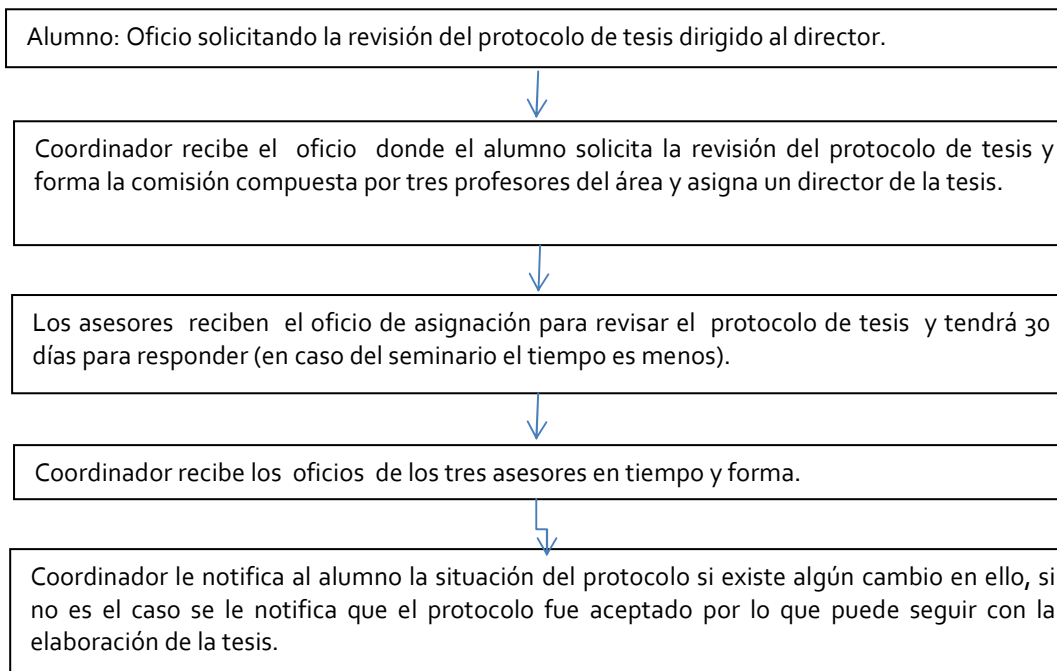 Alumno: Oficio solicitando la revisión del protocolo de tesis dirigido al director.
Coordinador recibe el oficio donde el alumno solicita la revisión del protocolo de tesis y
forma la comisión compuesta por tres profesores del área y asigna un director de la tesis.
Los asesores reciben el oficio de asignación para revisar el protocolo de tesis y tendrá 30
días para responder (en caso del seminario el tiempo es menos).
Coordinador recibe los oficios de los tres asesores en tiempo y forma.
Coordinador le notifica al alumno la situación del protocolo si existe algún cambio en ello, si
no es el caso se le notifica que el protocolo fue aceptado por lo que puede seguir con la
elaboración de la tesis.